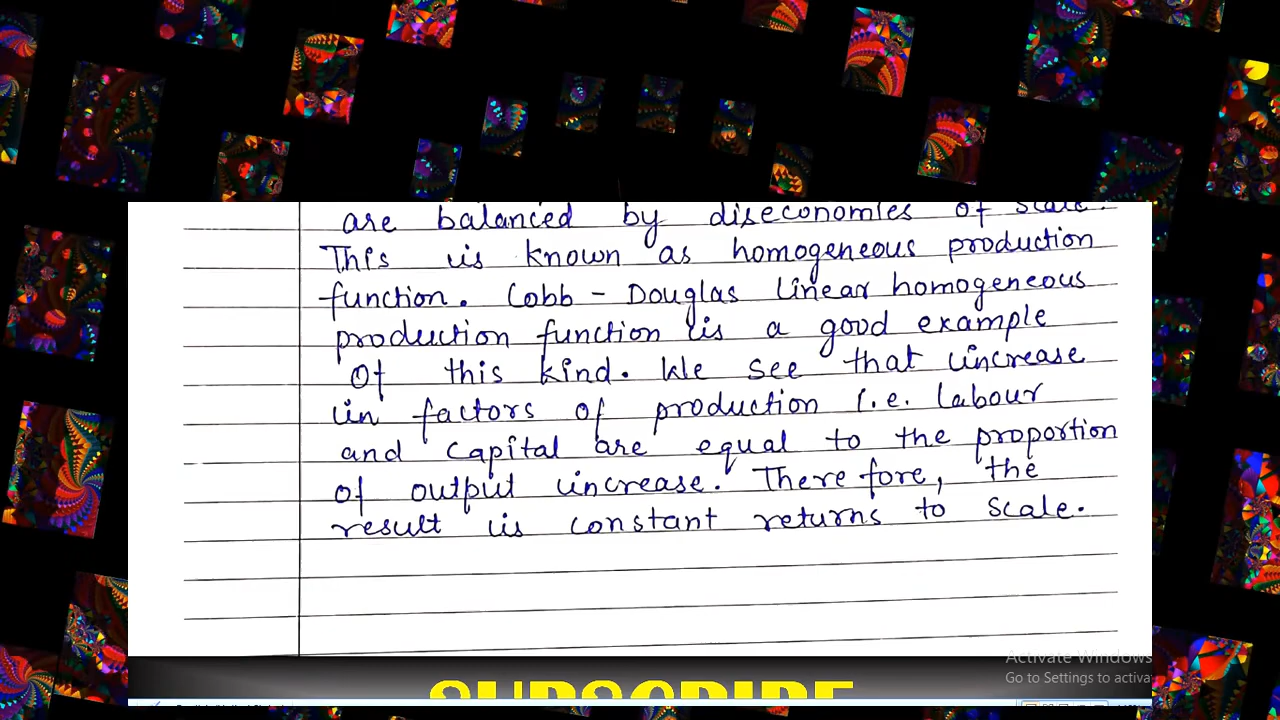 are balanced by diseconomies of scale.
This is known as homogeneous production
function. Cobb - Douglas linear homogeneous
production function is a good example
of this kind. We see that increase
in factors of production i.e. labour
and capital are equal to the proportion
of output increase. Therefore, the
result is constant returns to scale.
Activate Windows
Go to Settings to activa
SUBSCRIBE